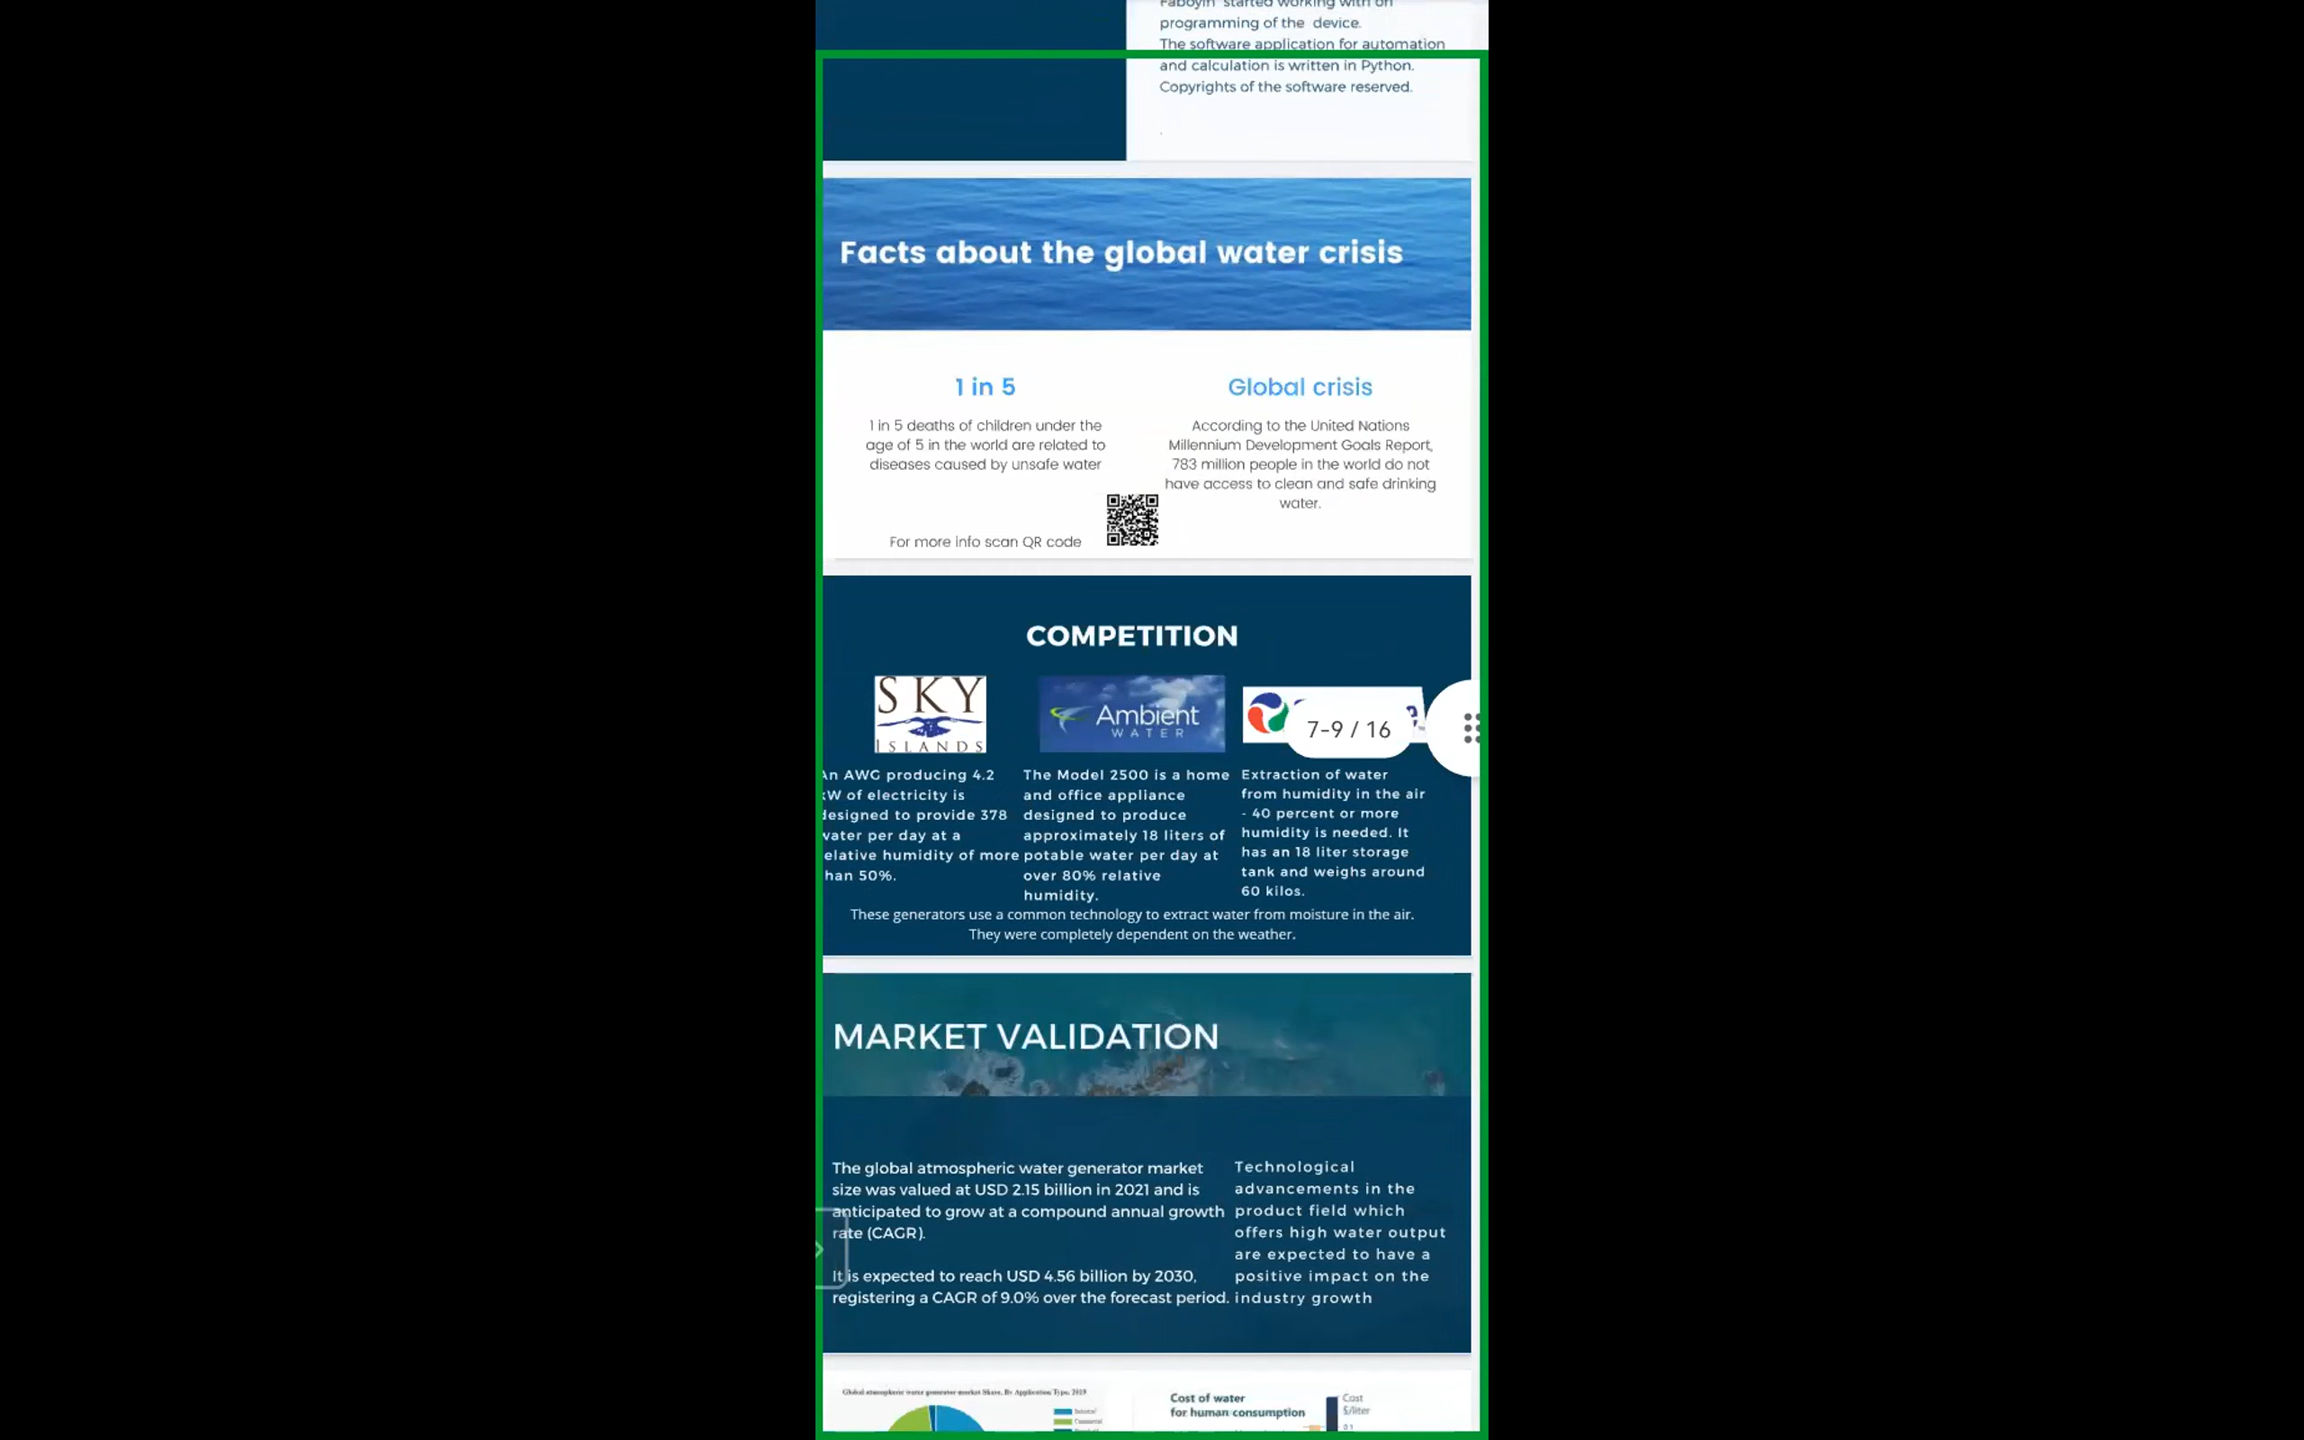 started working with on
programming of the device.
The software application for automation
and calculation is written in Python.
Copyrights of the software reserved.
Facts about the global water crisis
1 in 5
1 in 5 deaths of children under the
age of 5 in the world are related to
diseases caused by unsafe water
For more info scan QR code
Global crisis
According to the United Nations
Millennium Development Goals Report,
783 million people in the world do not
have access to clean and safe drinking
water.
COMPETITION
SKY
ISLANDS
Ambient
WATER
7-9 / 16
An AWG producing 4.2
kW of electricity is
designed to provide 378
water per day at a
relative humidity of more
than 50%.
The Model 2500 is a home
and office appliance
designed to produce
approximately 18 liters of
potable water per day at
over 80% relative
humidity.
Extraction of water
from humidity in the air
- 40 percent or more
humidity is needed. It
has an 18 liter storage
tank and weighs around
60 kilos.
These generators use a common technology to extract water from moisture in the air.
They were completely dependent on the weather.
MARKET VALIDATION
The global atmospheric water generator market
size was valued at USD 2.15 billion in 2021 and is
anticipated to grow at a compound annual growth
rate (CAGR).
It is expected to reach USD 4.56 billion by 2030,
registering a CAGR of 9.0% over the forecast period.
Technological
advancements in the
product field which
offers high water output
are expected to have a
positive impact on the
industry growth
Global atmospheric water generator market Share, By Application Type, 2019
Cost of water
for human consumption
Cost
£/liter